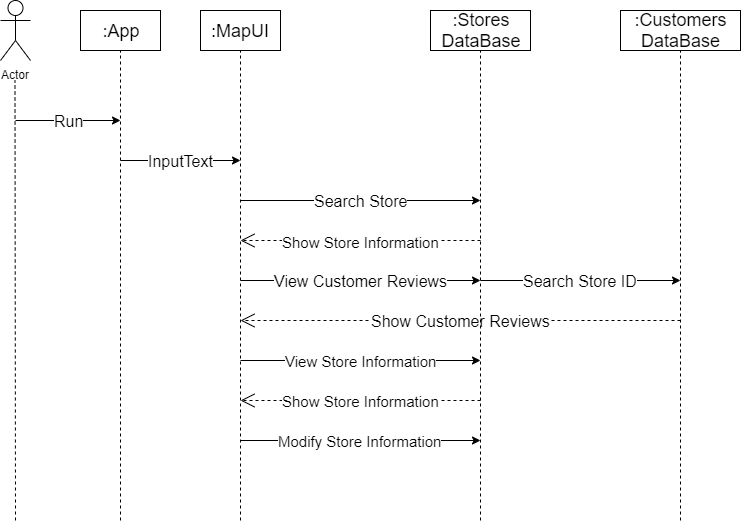 :App
:MapUI
:Stores
DataBase
:Customers
DataBase
Actor
Run
InputText
Search Store
Show Store Information
View Customer Reviews
Search Store ID
Show Customer Reviews
View Store Information
Show Store Information
Modify Store Information